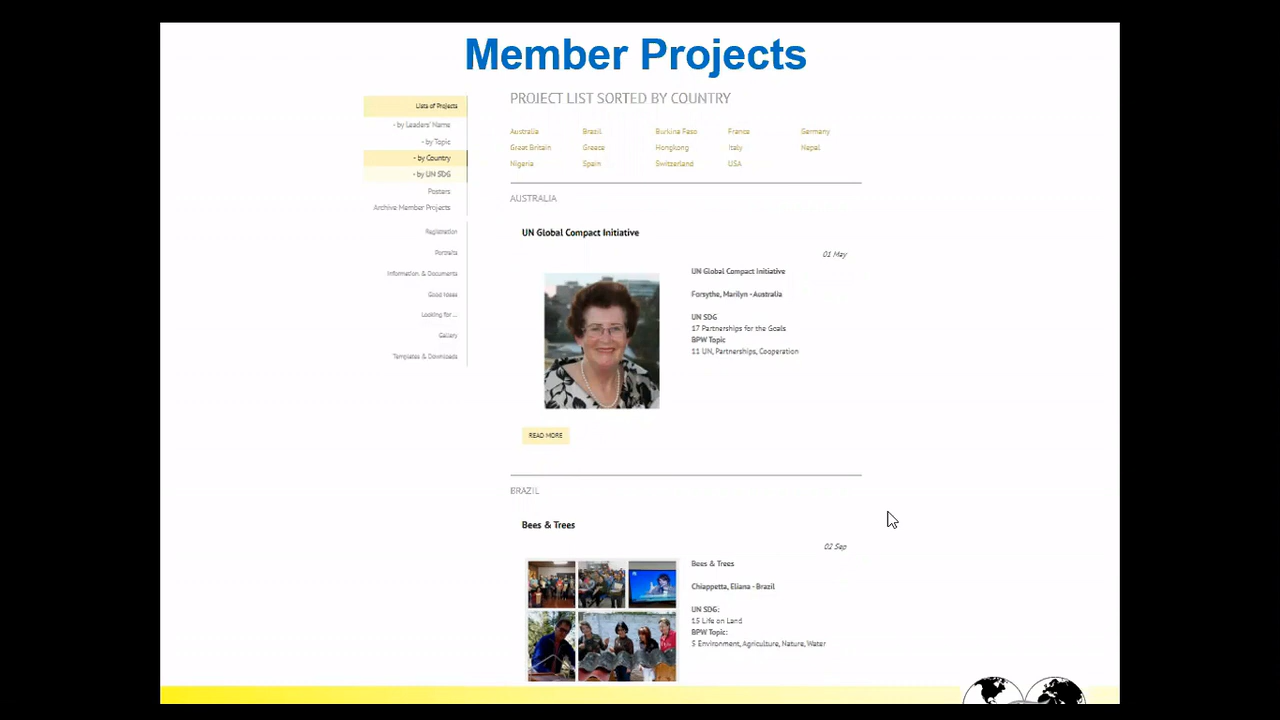 Member Projects
Lists of Projects
- by Leaders' Name
- by Topic
- by Country
- by UN SDG
Posters
Archive Member Projects
Registration
Portraits
Information & Documents
Good Ideas
Looking for ...
Gallery
Templates & Downloads
PROJECT LIST SORTED BY COUNTRY
Australia Brazil Burkina Faso France Germany
Great Britain Greece Hongkong Italy Nepal
Nigeria Spain Switzerland USA
AUSTRALIA
UN Global Compact Initiative
01 May
UN Global Compact Initiative
Forsythe, Marilyn - Australia
UN SDG
17 Partnerships for the Goals
BPW Topic
11 UN, Partnerships, Cooperation
READ MORE
BRAZIL
Bees & Trees
02 Sep
Bees & Trees
Chiappetta, Eliana - Brazil
UN SDG:
15 Life on Land
BPW Topic:
5 Environment, Agriculture, Nature, Water